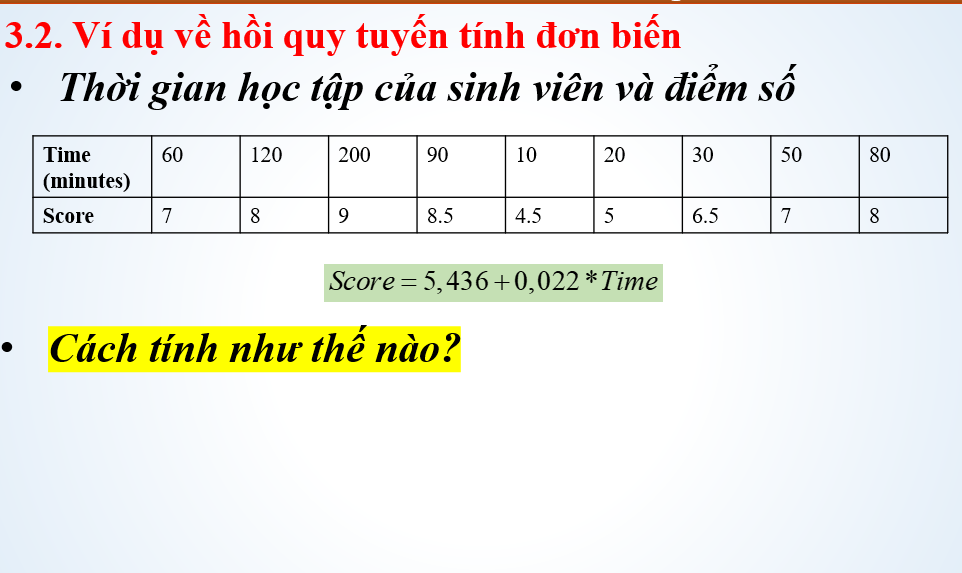 3.2. Ví dụ về hồi quy tuyến tính đơn biến
• Thời gian học tập của sinh viên và điểm số
Time (minutes) 60 120 200 90 10 20 30 50 80
Score 7 8 9 8.5 4.5 5 6.5 7 8
Score = 5,436 + 0,022 * Time
• Cách tính như thế nào?